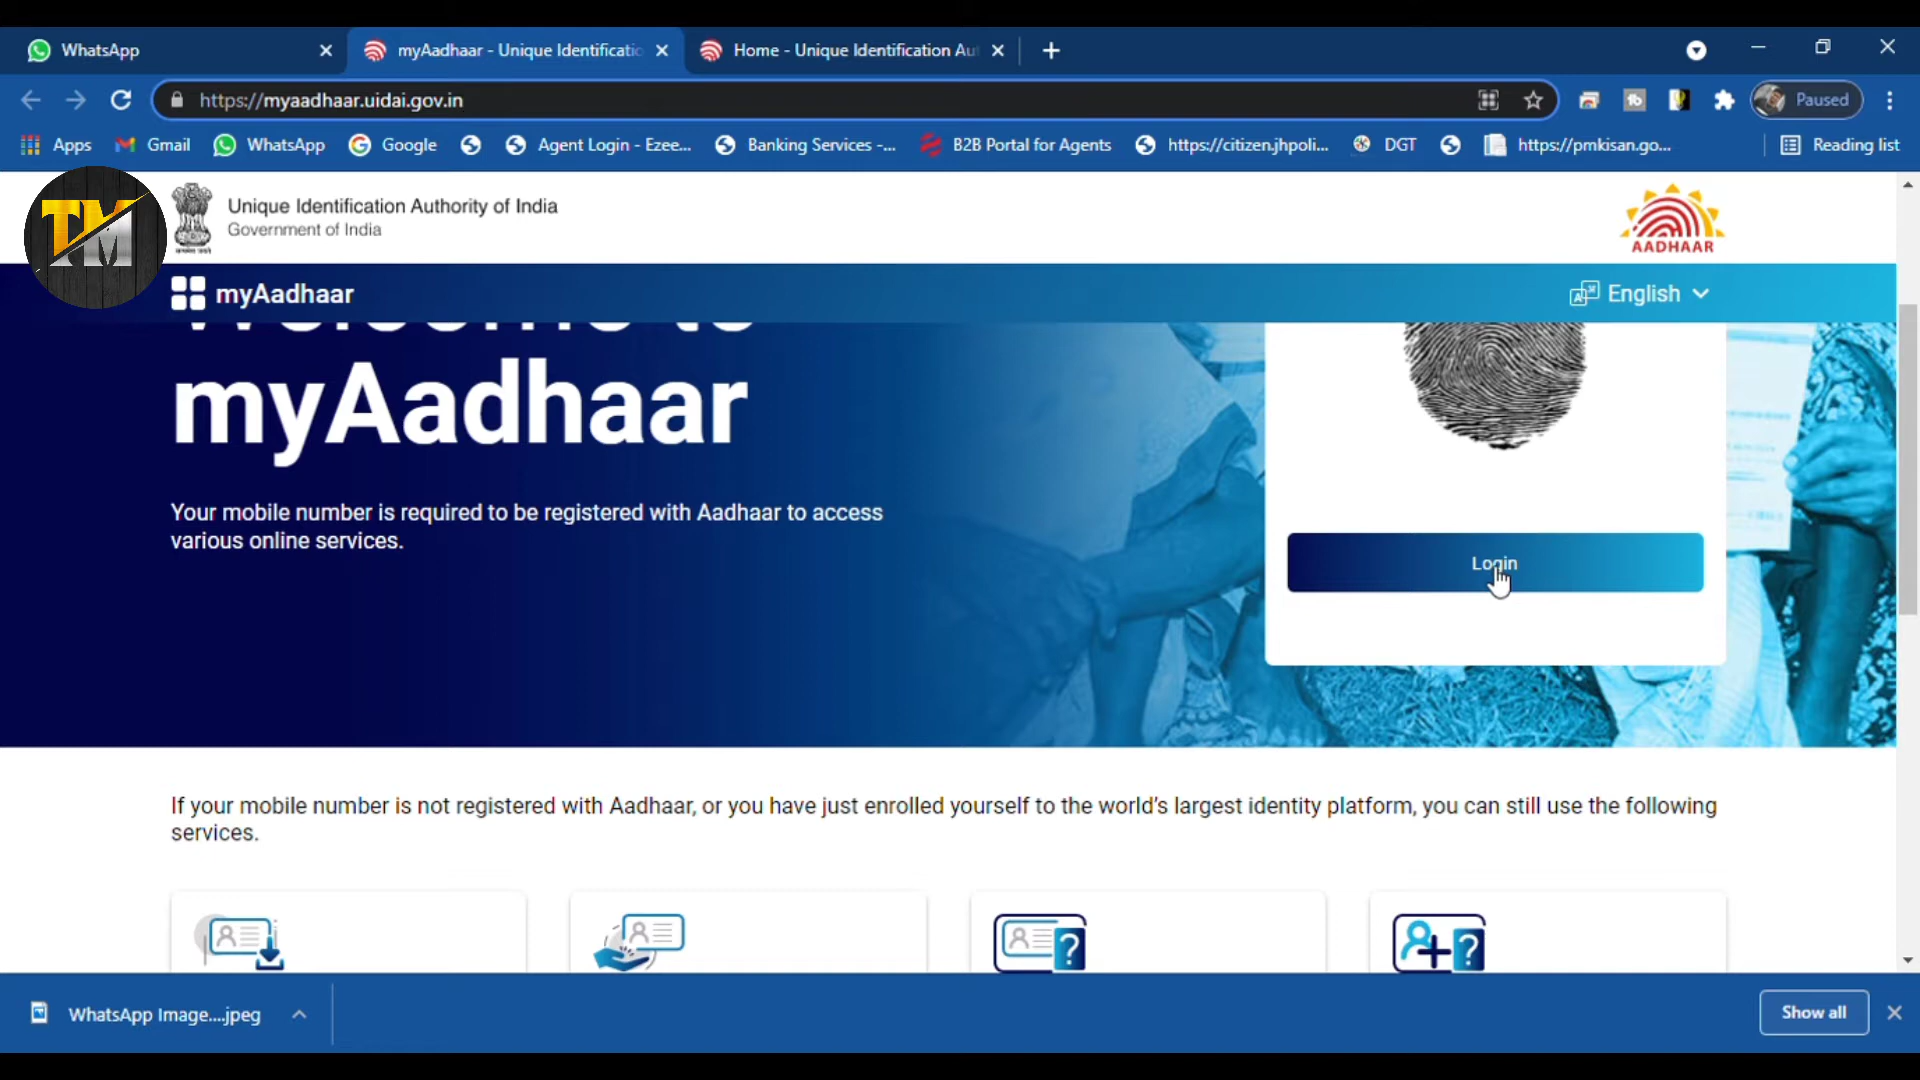 WhatsApp
myAadhaar - Unique Identificatio
Home - Unique Identification Au
https://myaadhaar.uidai.gov.in
Paused
Apps
Gmail
WhatsApp
Google
Agent Login - Ezee...
Banking Services -...
B2B Portal for Agents
https://citizen.jhpoli...
DGT
https://pmkisan.go...
Reading list
TM
Unique Identification Authority of India
Government of India
AADHAAR
myAadhaar
English
Welcome to
myAadhaar
Your mobile number is required to be registered with Aadhaar to access
various online services.
Login
If your mobile number is not registered with Aadhaar, or you have just enrolled yourself to the world's largest identity platform, you can still use the following
services.
WhatsApp Image....jpeg
Show all